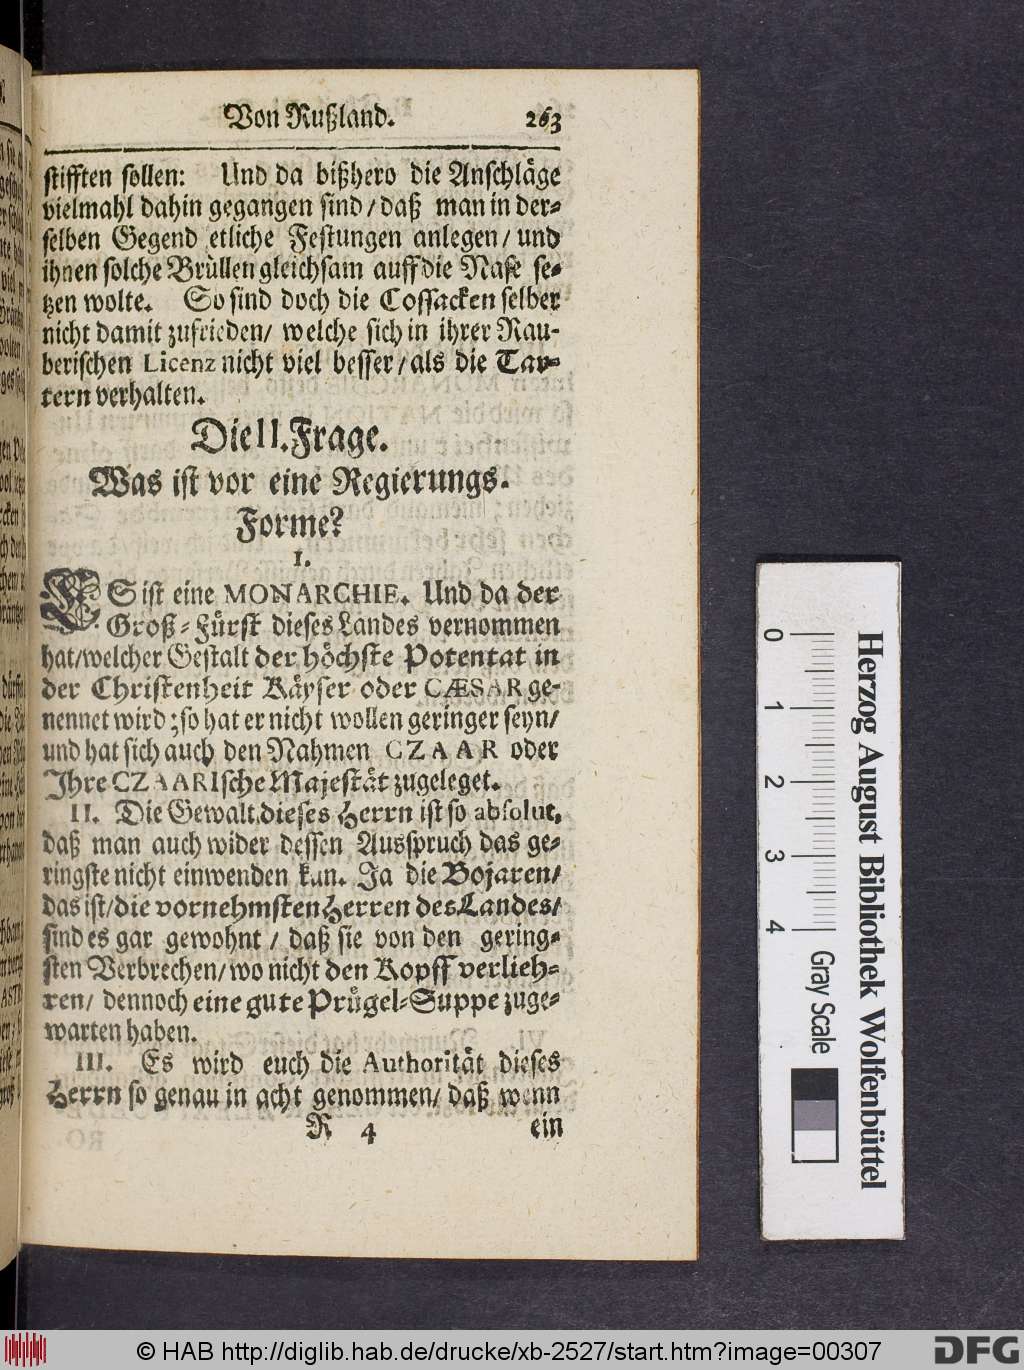 Von Rußland. 263
stifften sollen: Und da bißhero die Anschläge
vielmahl dahin gegangen sind/ daß man in der-
selben Gegend etliche Festungen anlegen/ und
ihnen solche Brüllen gleichsam auff die Nase se-
tzen wolte. So sind doch die Cossacken selber
nicht damit zufrieden/ welche sich in ihrer Rau-
berischen Licenz nicht viel besser/ als die Tar-
tern verhalten.
Die II. Frage.
Was ist vor eine Regierungs-
Forme?
I.
ES ist eine MONARCHIE. Und da der
Groß-Fürst dieses Landes vernommen
hat/ welcher Gestalt der höchste Potentat in
der Christenheit Käyser oder CÆSAR ge-
nennet wird; so hat er nicht wollen geringer seyn/
und hat sich auch den Nahmen CZAAR oder
Ihre CZAARIsche Majestät zugeleget.
II. Die Gewalt dieses Herrn ist so absolut,
daß man auch wider dessen Ausspruch das ge-
ringste nicht einwenden kan. Ja die Bojaren/
das ist/ die vornehmsten Herren des Landes/
sind es gar gewohnt/ daß sie von den gering-
sten Verbrechen/ wo nicht den Kopff verlieh-
ren/ dennoch eine gute Prügel-Suppe zuge-
warten haben.
III. Es wird euch die Authorität dieses
Herrn so genau in acht genommen/ daß wenn
R 4 ein
Herzog August Bibliothek Wolfenbüttel
0 1 2 3 4 Gray Scale
© HAB http://diglib.hab.de/drucke/xb-2527/start.htm?image=00307
DFG